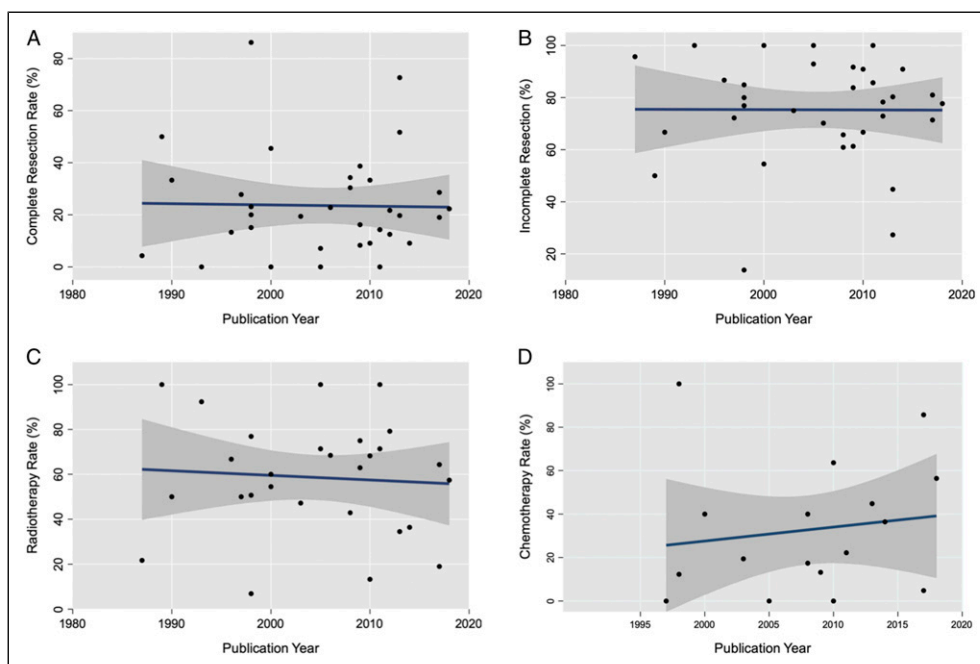 A
Complete Resection Rate (%)
80
60
40
20
0
1980 1990 2000 2010 2020
Publication Year
B
Incomplete Resection (%)
100
80
60
40
20
1980 1990 2000 2010 2020
Publication Year
C
Radiotherapy Rate (%)
100
80
60
40
20
0
1980 1990 2000 2010 2020
Publication Year
D
Chemotherapy Rate (%)
100
80
60
40
20
0
1995 2000 2005 2010 2015 2020
Publication Year